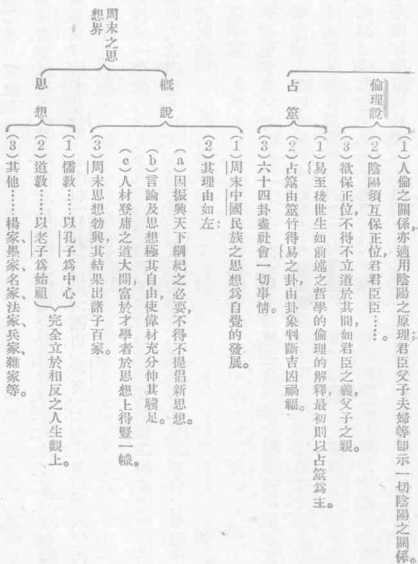 倫理說
(1)人倫之關係、亦適用陰陽之原理、君臣父子夫婦等卽示一切陰陽之關係。
(2)陰陽須互保正位、君君臣臣……。
(3)欲保正位、不得不立道於其間、如君臣之義父子之親。
占筮
(1)易至後世生如前述之哲學的倫理的解釋、最初則以占筮爲主。
(2)占筮由筮竹得易之卦、由卦象判斷吉凶禍福。
(3)六十四卦盡社會一切事情。
周末之思想界
概說
(1)周末中國民族之思想爲自覺的發展。
(2)其理由如左：
(a)因振興天下綱紀之必要、不得不提倡新思想。
(b)言論及思想極其自由、使偉材充分伸其驥足。
(c)人材登庸之道大開、富於才學者於思想上得豎一幟。
(3)周末思想勃興、其結果出諸子百家。
思想
(1)儒敎……以孔子爲中心
(2)道敎……以老子爲始祖
完全立於相反之人生觀上。
(3)其他……楊家、墨家、名家、法家、兵家、雜家等。